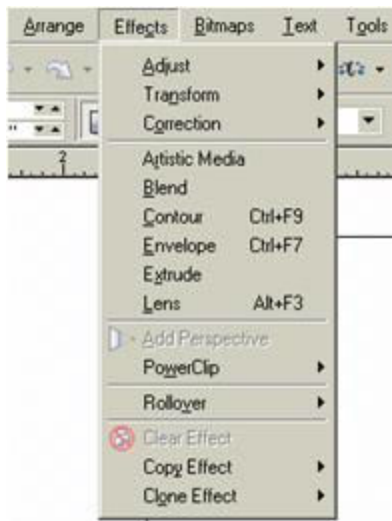 Arrange Effects Bitmaps Text Tools
Adjust
Transform
Correction
2
Artistic Media
Blend
Contour Ctrl+F9
Envelope Ctrl+F7
Extrude
Lens Alt+F3
Add Perspective
PowerClip
Rollover
Clear Effect
Copy Effect
Clone Effect